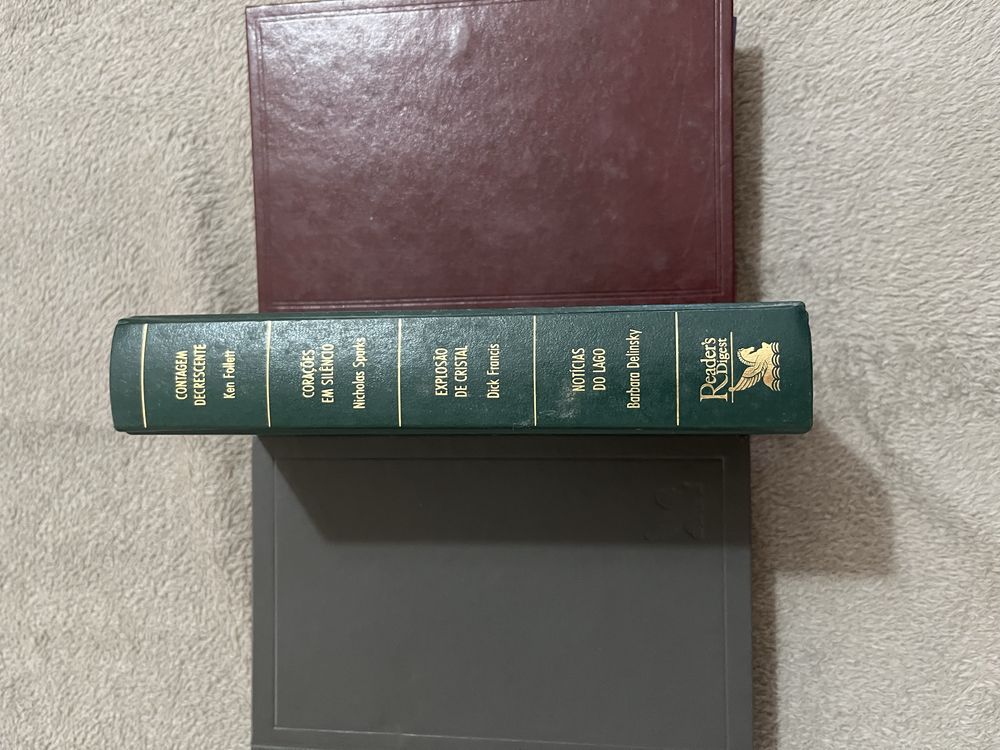 CONTAGEM
DECRESCENTE
Ken Follett
CORAÇÕES
EM SILÊNCIO
Nicholas Sparks
EXPLOSÃO
DE CRISTAL
Dick Francis
NOTÍCIAS
DO LAGO
Barbara Delinsky
Reader's
Digest